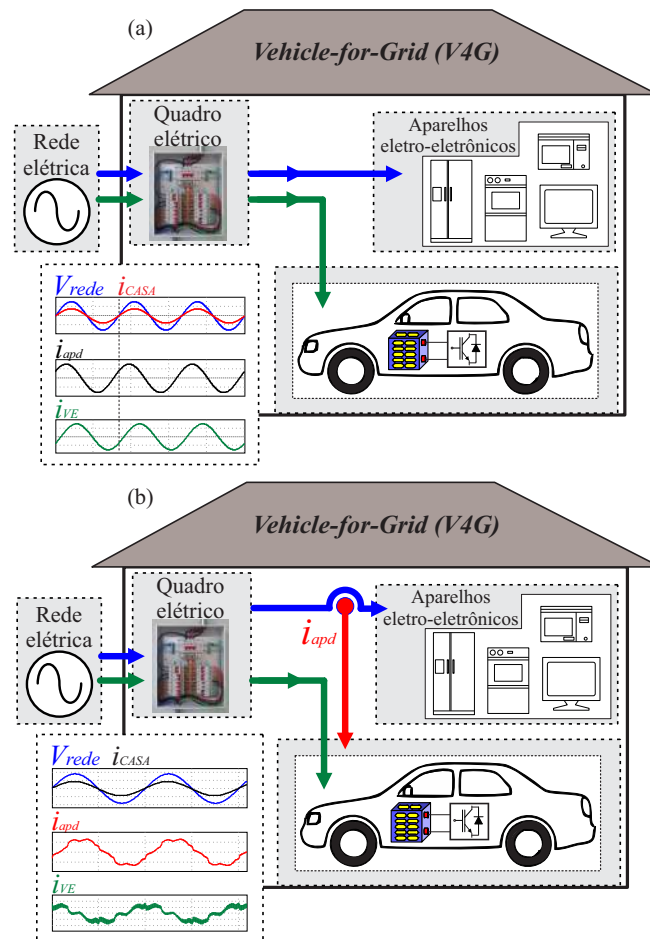 (a)
Vehicle-for-Grid (V4G)
Rede
elétrica
Quadro
elétrico
Aparelhos
eletro-eletrônicos
Vrede iCASA
iapd
iVE
(b)
Vehicle-for-Grid (V4G)
Rede
elétrica
Quadro
elétrico
iapd
Aparelhos
eletro-eletrônicos
Vrede iCASA
iapd
iVE